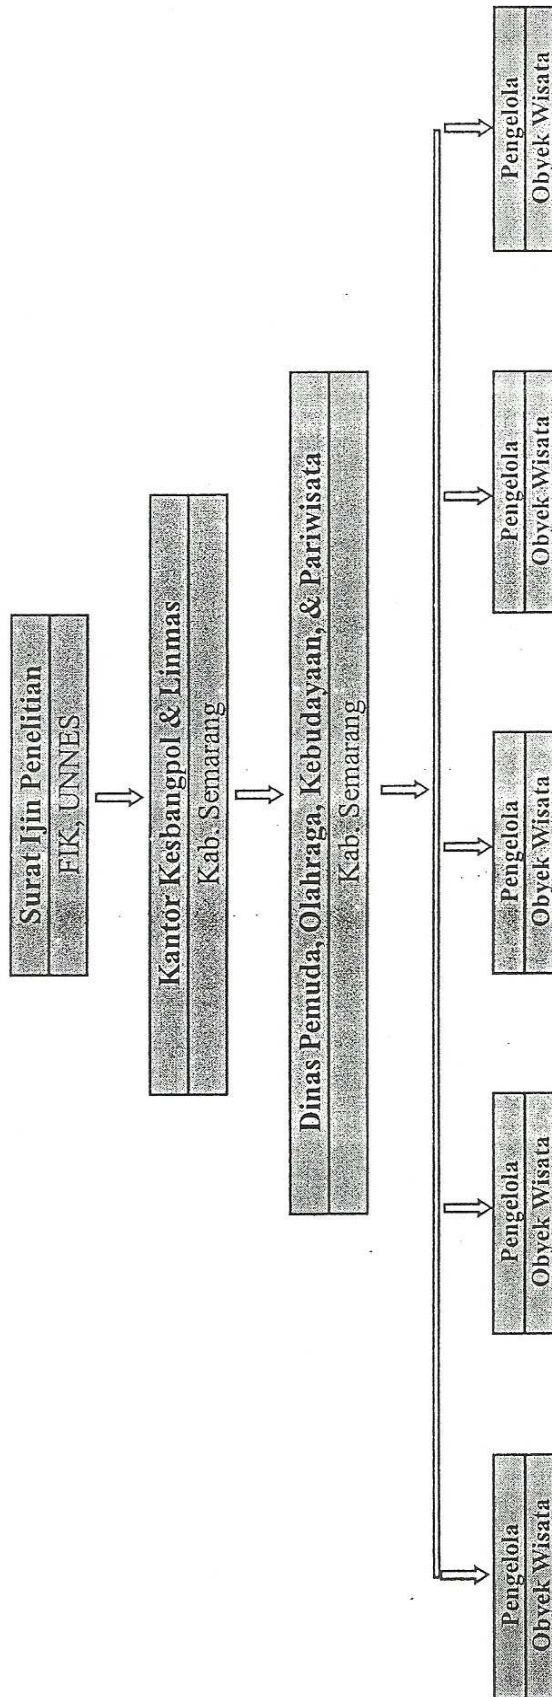 Surat Ijin Penelitian
FIK, UNNES
Kantor Kesbangpol & Linmas
Kab. Semarang
Dinas Pemuda, Olahraga, Kebudayaan, & Pariwisata
Kab. Semarang
Pengelola
Obyek Wisata
Pengelola
Obyek Wisata
Pengelola
Obyek Wisata
Pengelola
Obyek Wisata
Pengelola
Obyek Wisata